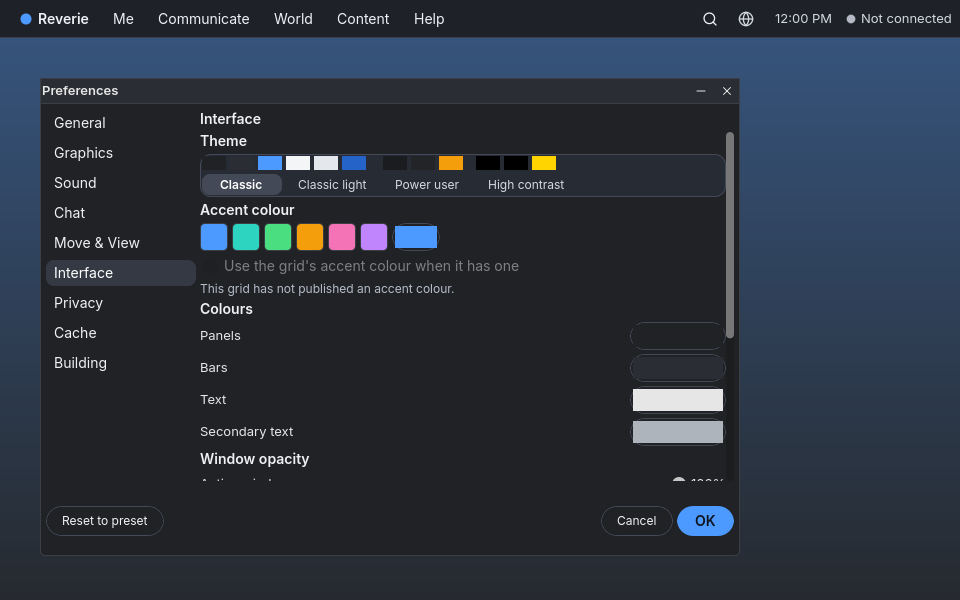 Reverie Me Communicate World Content Help 12:00 PM Not connected
Preferences
General
Graphics
Sound
Chat
Move & View
Interface
Privacy
Cache
Building
Interface
Theme
Classic Classic light Power user High contrast
Accent colour
Use the grid's accent colour when it has one
This grid has not published an accent colour.
Colours
Panels
Bars
Text
Secondary text
Window opacity
Reset to preset Cancel OK